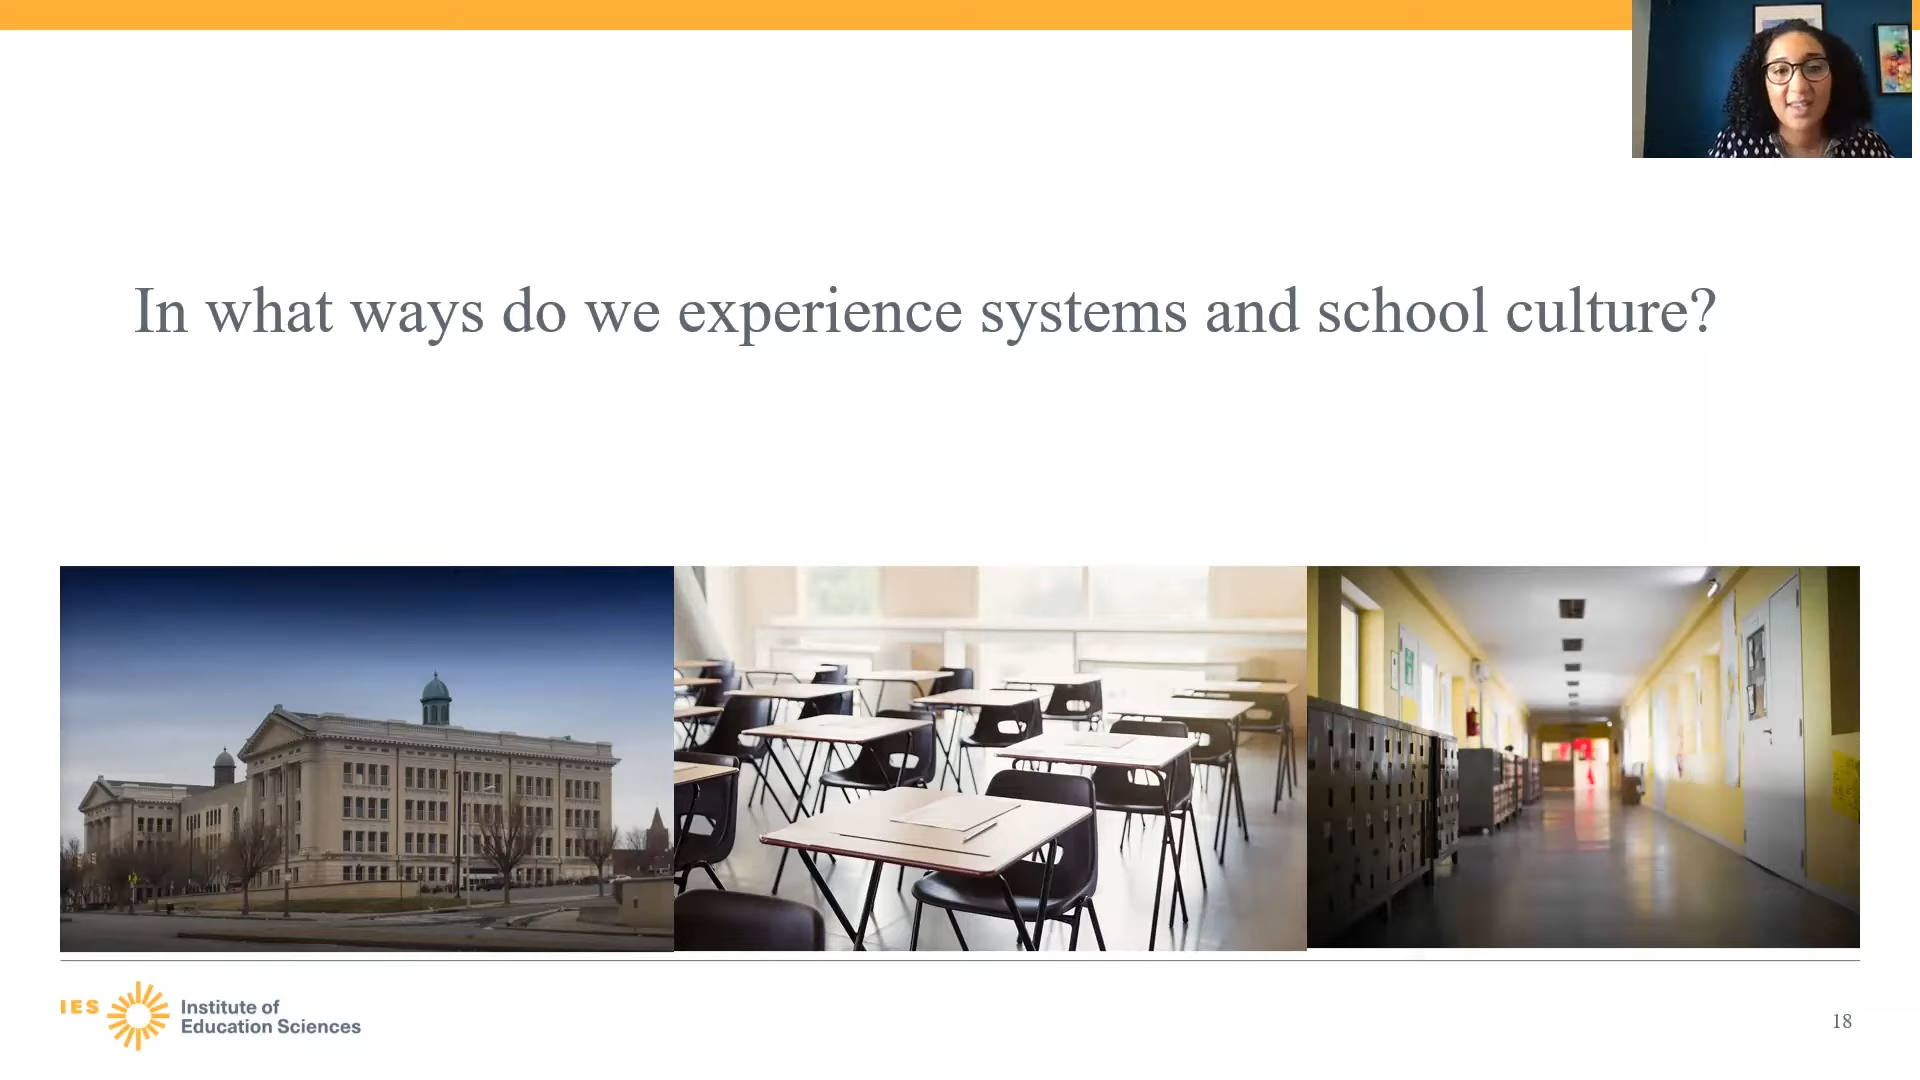 In what ways do we experience systems and school culture?
IES
Institute of
Education Sciences
18